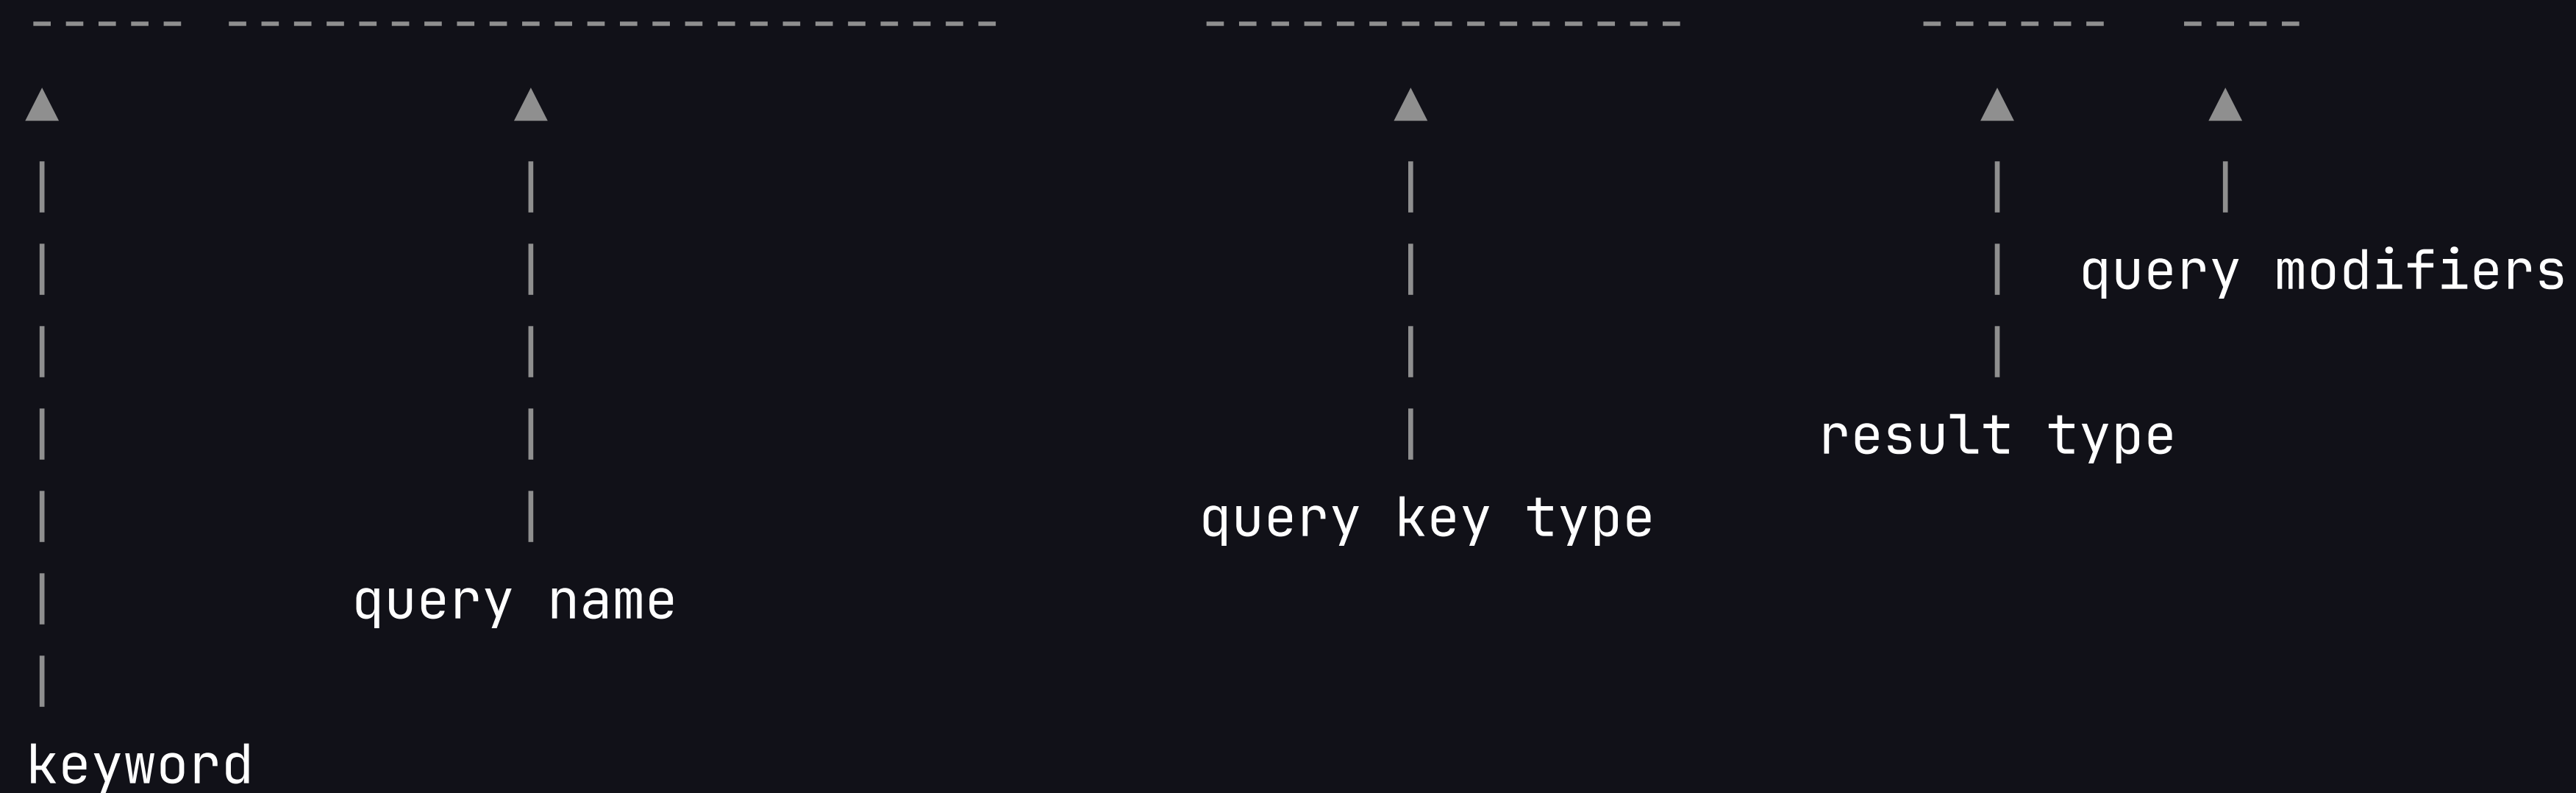 query modifiers
result type
query key type
query name
keyword